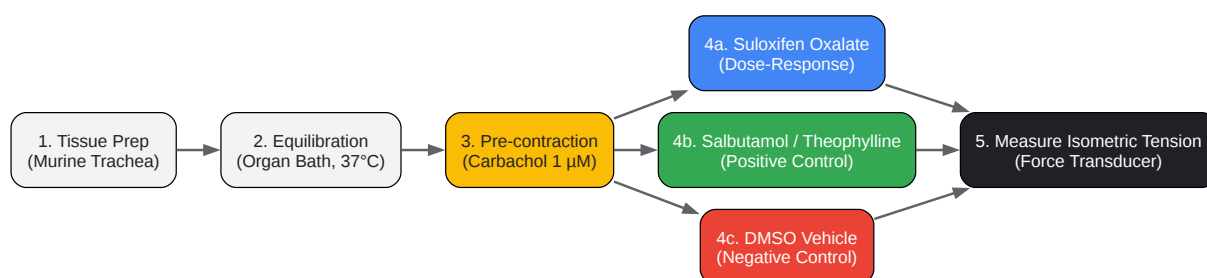 1. Tissue Prep
(Murine Trachea)
2. Equilibration
(Organ Bath, 37°C)
3. Pre-contraction
(Carbachol 1 µM)
4a. Suloxifen Oxalate
(Dose-Response)
4b. Salbutamol / Theophylline
(Positive Control)
4c. DMSO Vehicle
(Negative Control)
5. Measure Isometric Tension
(Force Transducer)